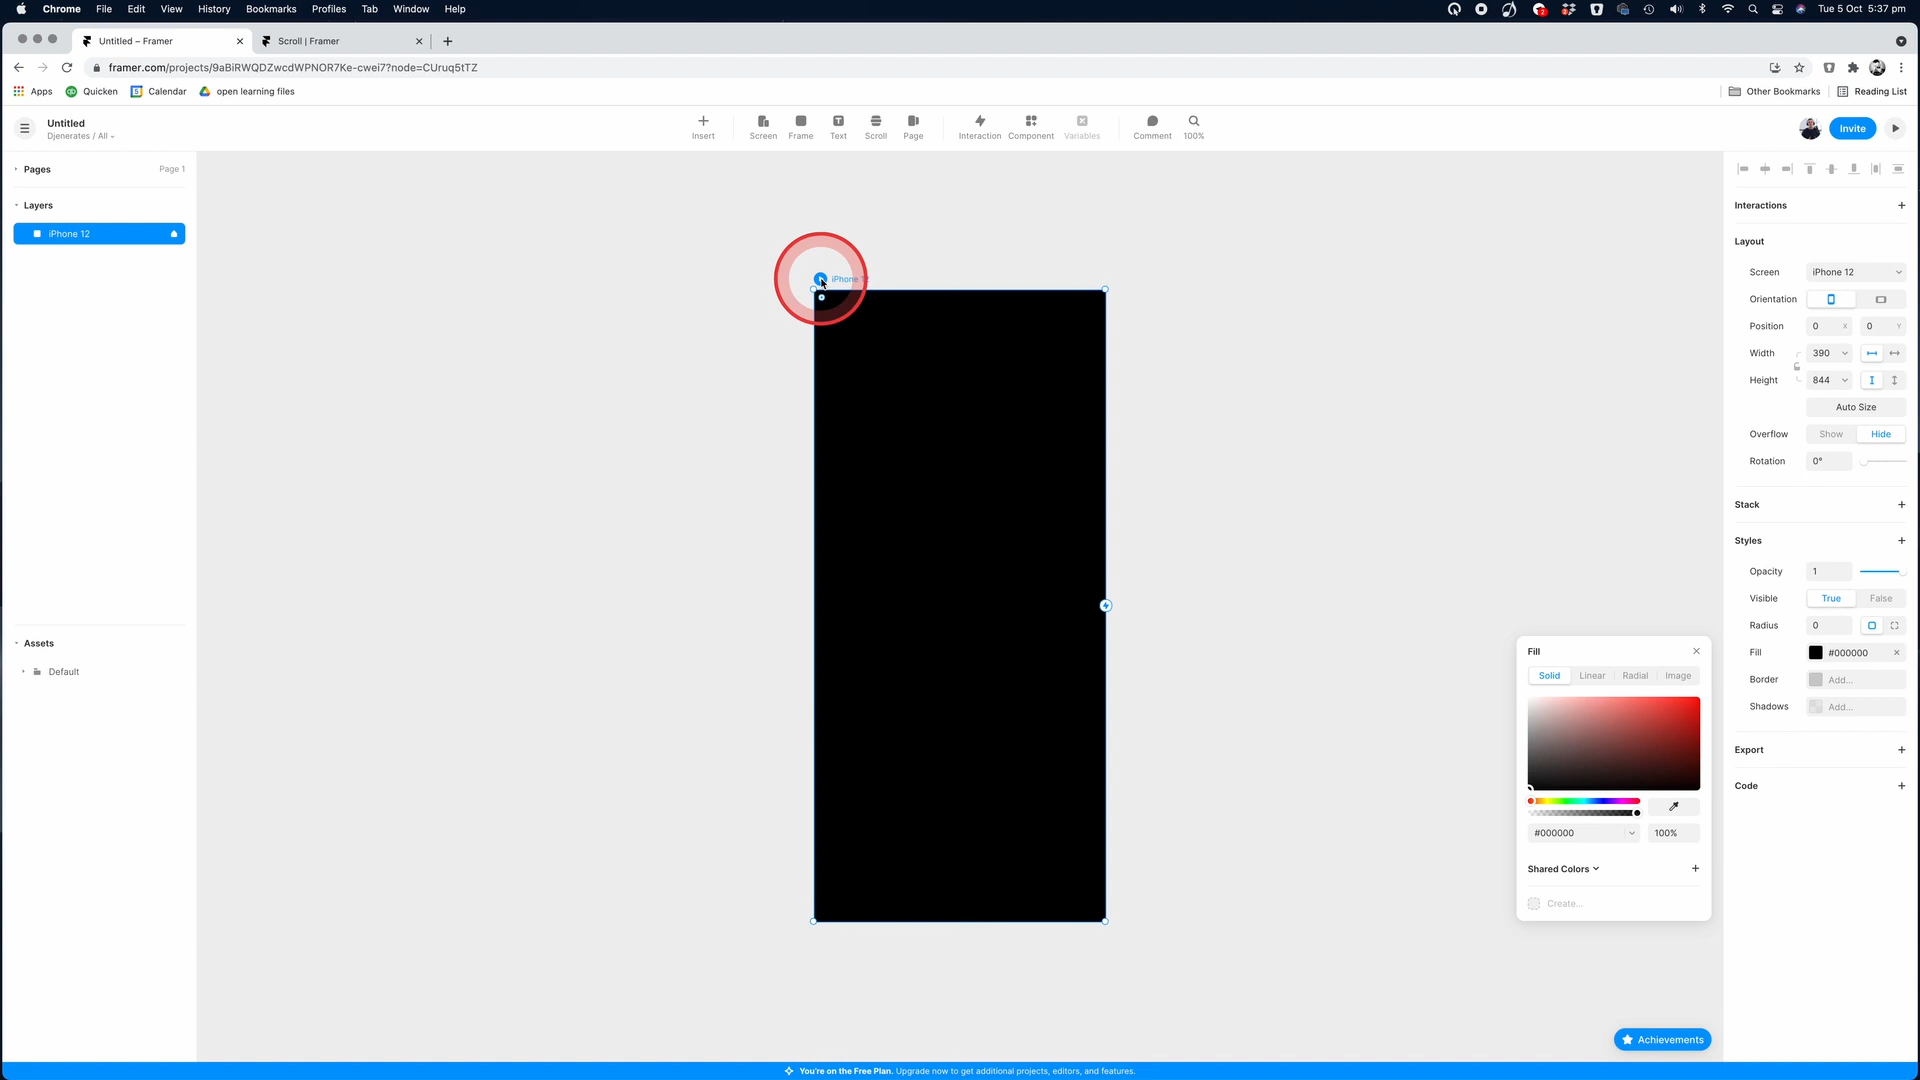 Chrome File Edit View History Bookmarks Profiles Tab Window Help
2 Tue 5 Oct 5:37 pm
Untitled – Framer
Scroll | Framer
framer.com/projects/9aBiRWQDZwcdWPNOR7Ke-cwei7?node=CUruq5tTZ
Apps Quicken Calendar open learning files Other Bookmarks Reading List
Untitled
Djenerates / All
Insert Screen Frame Text Scroll Page Interaction Component Variables Comment 100%
Invite
Pages Page 1
Layers
iPhone 12
Assets
Default
iPhone 12
Interactions
Layout
Screen iPhone 12
Orientation
Position 0 X 0 Y
Width 390
Height 844
Auto Size
Overflow Show Hide
Rotation 0°
Stack
Styles
Opacity 1
Visible True False
Radius 0
Fill #000000
Border Add...
Shadows Add...
Export
Code
Fill
Solid Linear Radial Image
#000000 100%
Shared Colors
Create...
Achievements
You're on the Free Plan. Upgrade now to get additional projects, editors, and features.